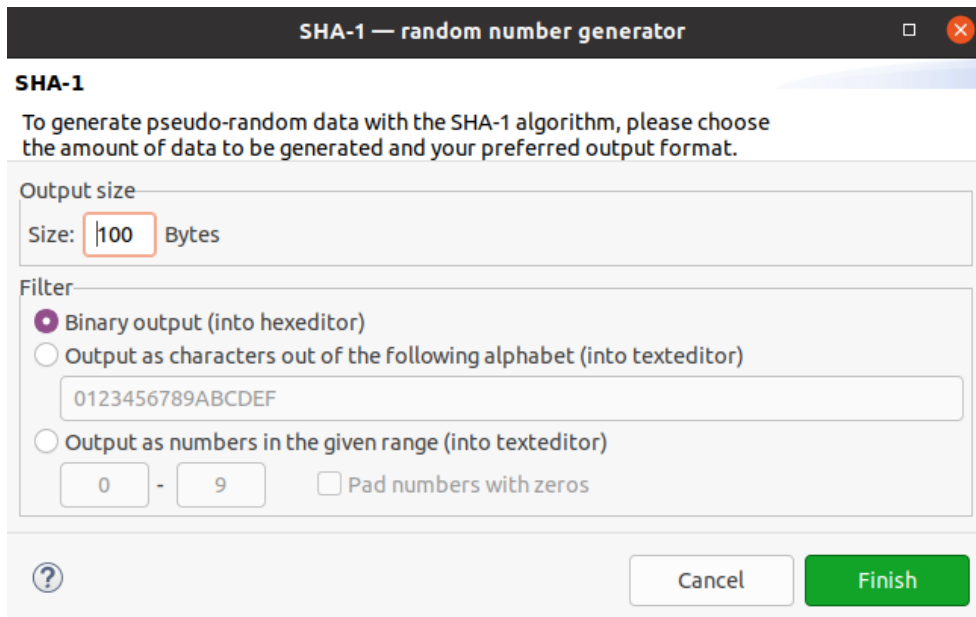 SHA-1 — random number generator
SHA-1
To generate pseudo-random data with the SHA-1 algorithm, please choose
the amount of data to be generated and your preferred output format.
Output size
Size: 100 Bytes
Filter
Binary output (into hexeditor)
Output as characters out of the following alphabet (into texteditor)
0123456789ABCDEF
Output as numbers in the given range (into texteditor)
0 - 9 Pad numbers with zeros
? Cancel Finish